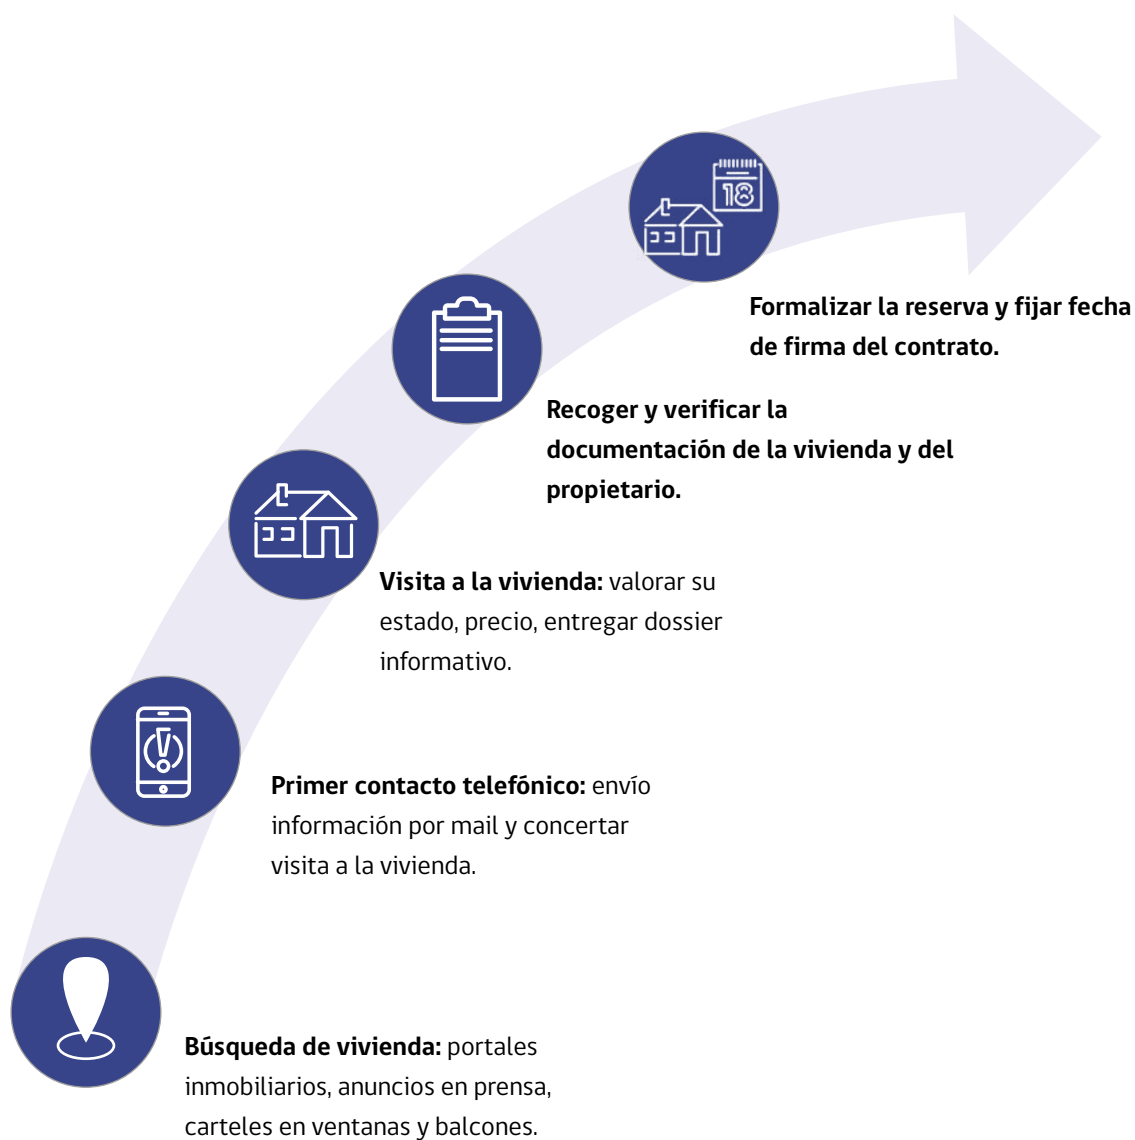 18
Formalizar la reserva y fijar fecha
de firma del contrato.
Recoger y verificar la
documentación de la vivienda y del
propietario.
Visita a la vivienda: valorar su
estado, precio, entregar dossier
informativo.
Primer contacto telefónico: envío
información por mail y concertar
visita a la vivienda.
Búsqueda de vivienda: portales
inmobiliarios, anuncios en prensa,
carteles en ventanas y balcones.